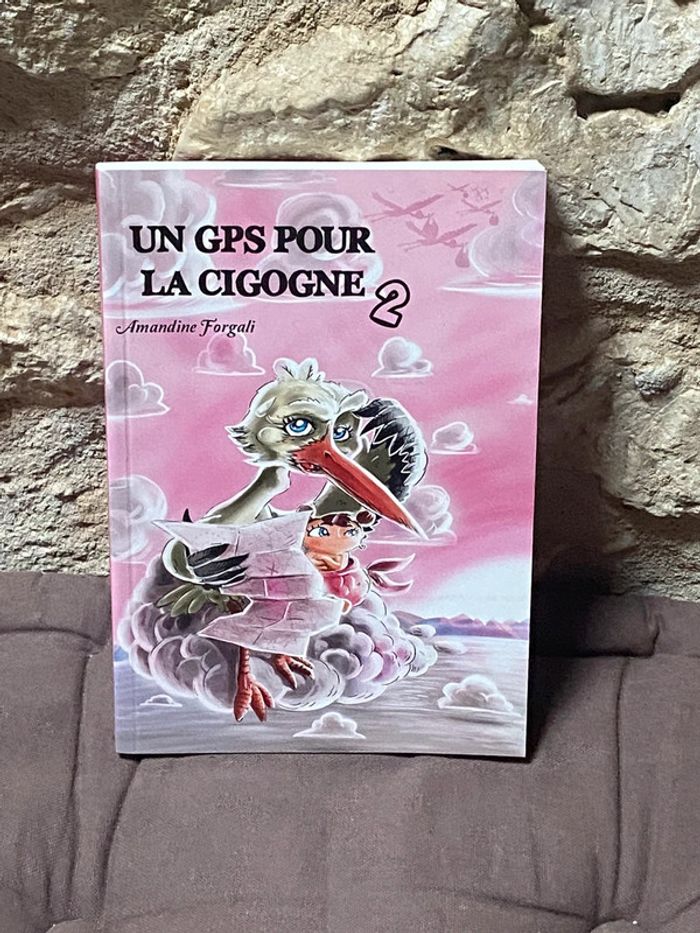 UN GPS POUR
LA CIGOGNE 2
Amandine Forgali